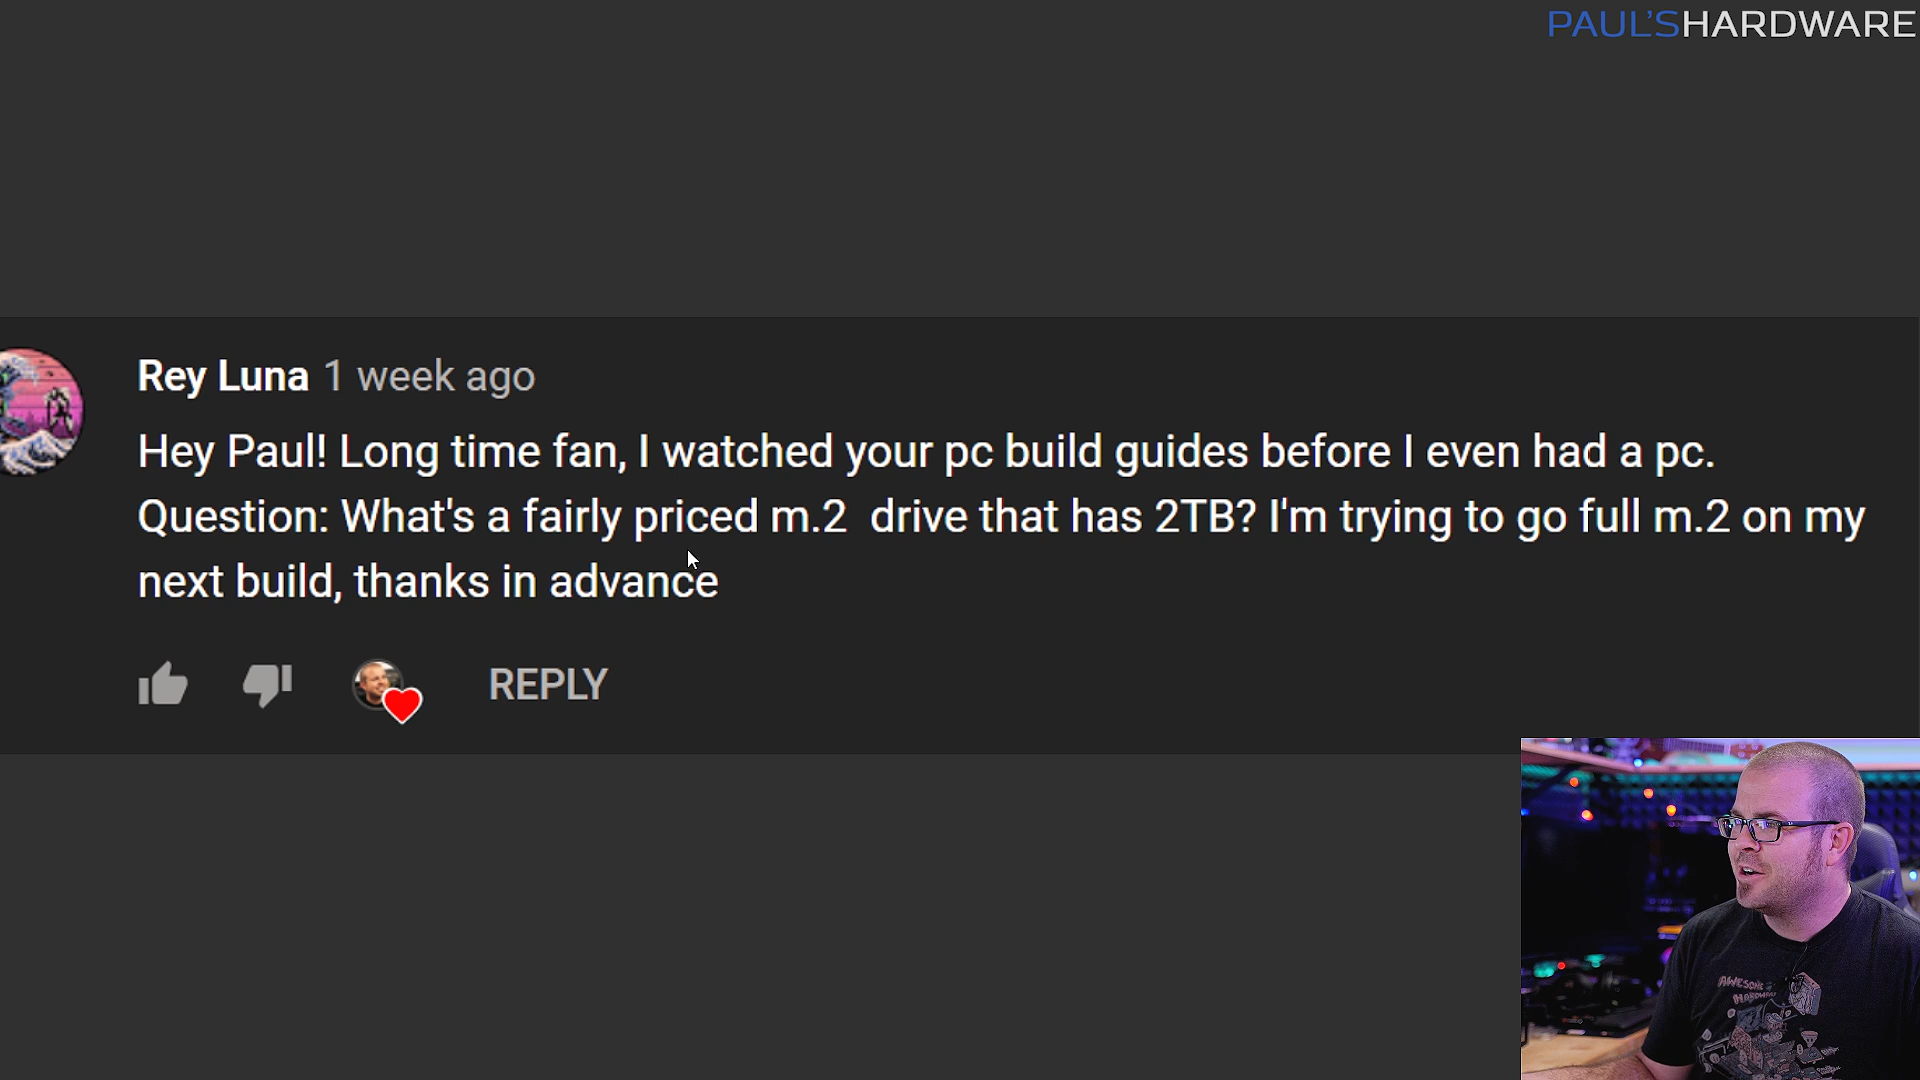 PAUL'SHARDWARE
Rey Luna 1 week ago
Hey Paul! Long time fan, I watched your pc build guides before I even had a pc.
Question: What's a fairly priced m.2  drive that has 2TB? I'm trying to go full m.2 on my
next build, thanks in advance
REPLY
AWESOME
HARDWARE